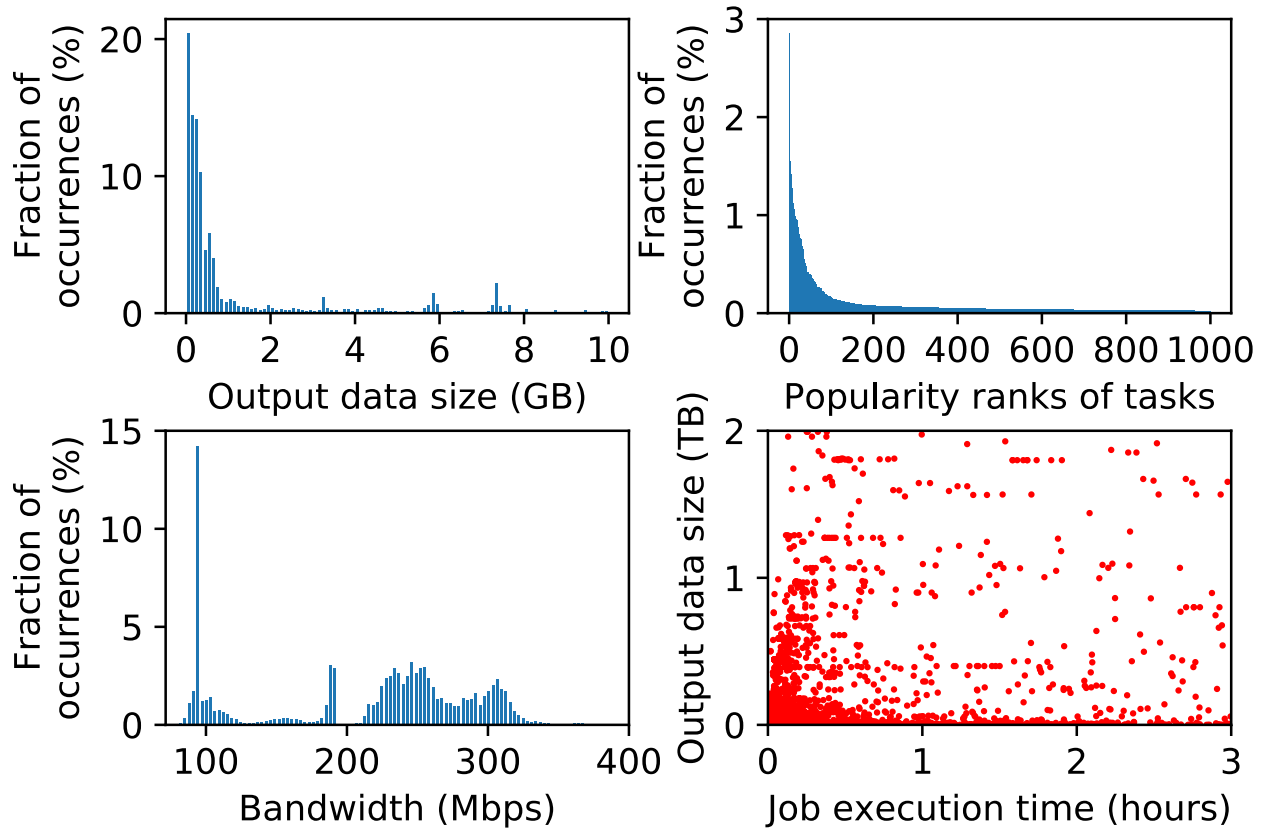 Fraction of
occurrences (%)
20
10
0
0 2 4 6 8 10
Output data size (GB)
Fraction of
occurrences (%)
3
2
1
0
0 200 400 600 800 1000
Popularity ranks of tasks
Fraction of
occurrences (%)
15
10
5
0
100 200 300 400
Bandwidth (Mbps)
Output data size (TB)
2
1
0
0 1 2 3
Job execution time (hours)